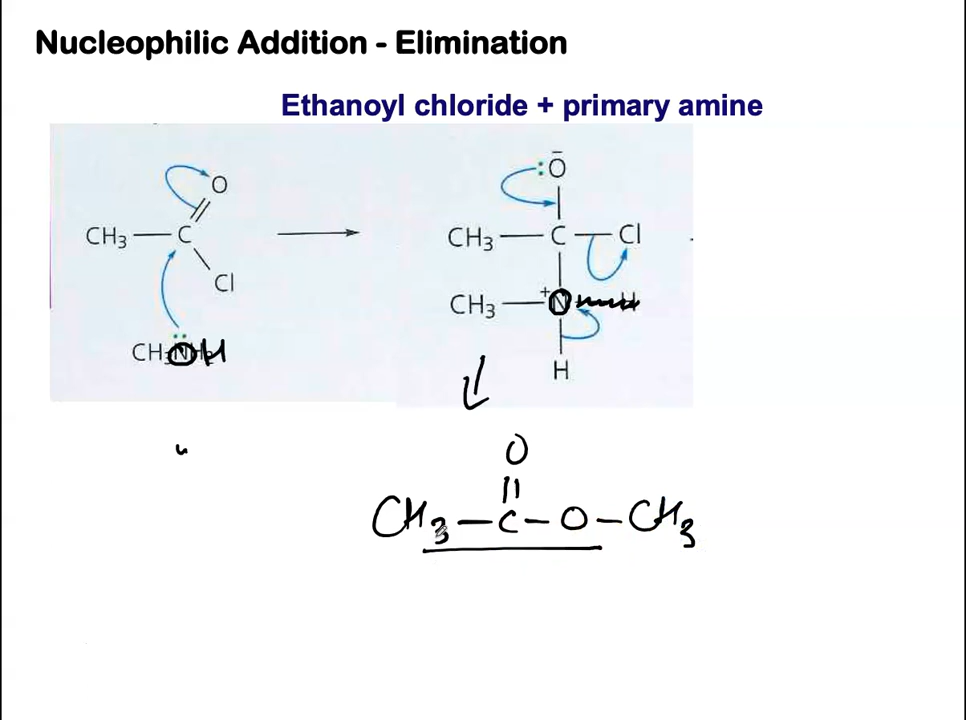 Nucleophilic Addition - Elimination
Ethanoyl chloride + primary amine
O
CH₃ — C
Cl
CH₃OH
:Ō
CH₃ — C — Cl
CH₃ — ⁺O
H
O
CH₃ – C – O – CH₃